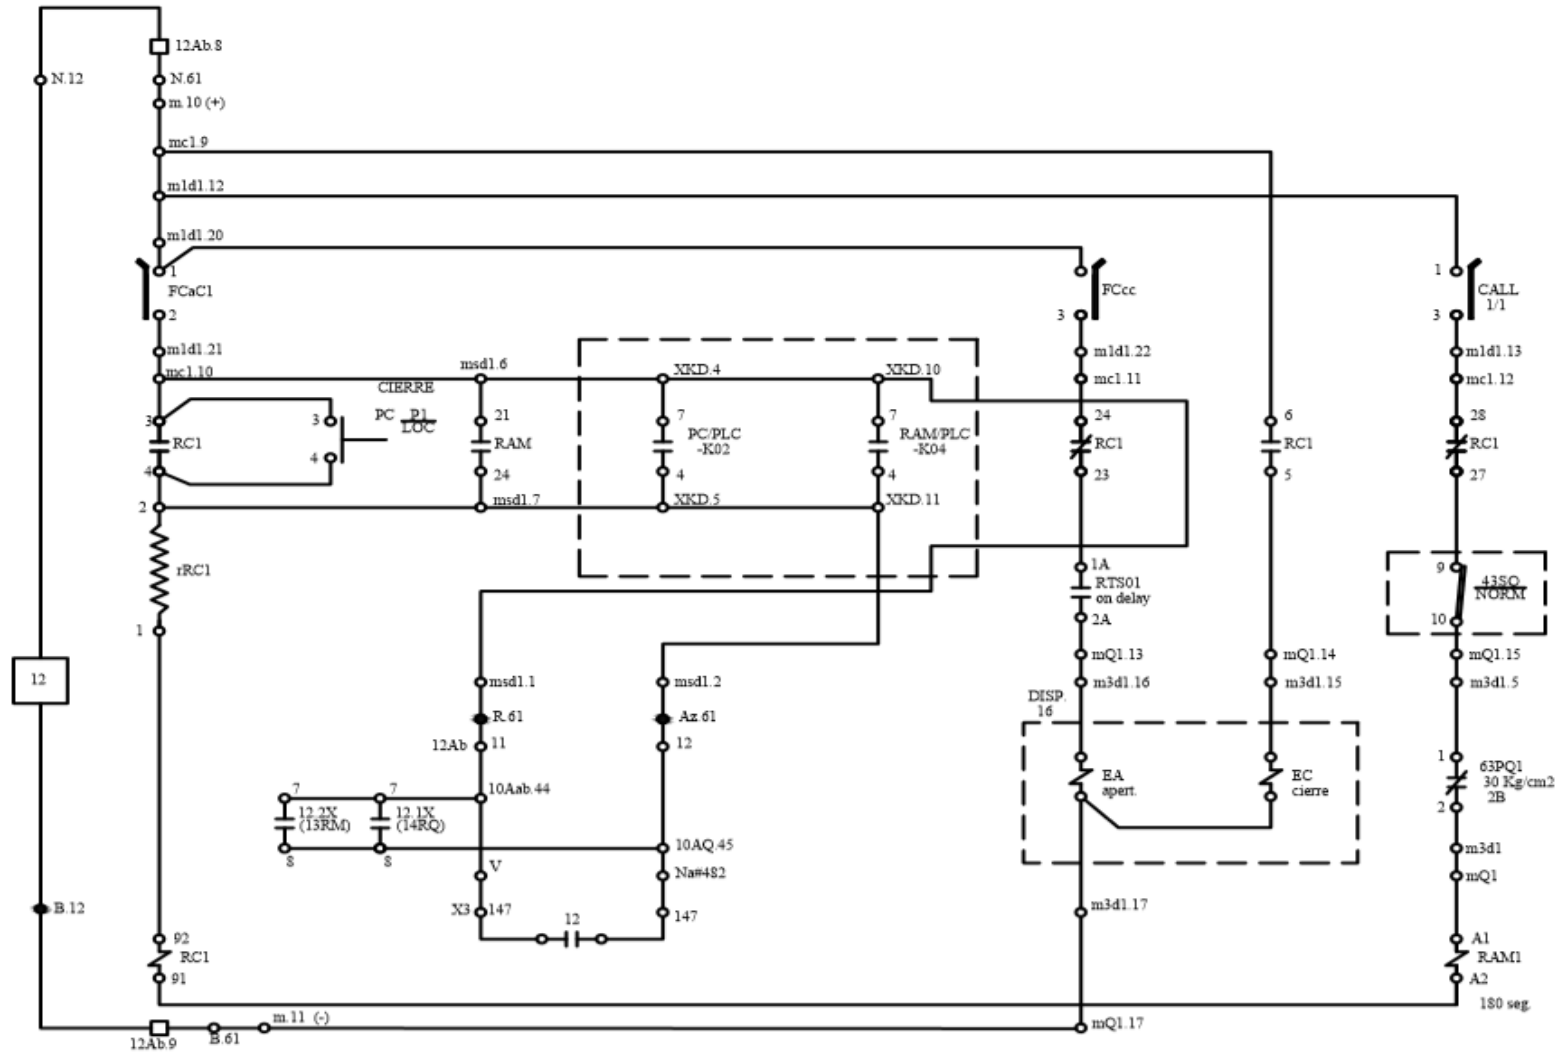 12Ab.8
N.12
N.61
m.10 (+)
mc1.9
m1d1.12
m1d1.20
1
FCaC1
2
FCcc
3
1
CALL
1/1
3
m1d1.21
mc1.10
msd1.6
XKD.4
XKD.10
m1d1.22
mc1.11
m1d1.13
mc1.12
CIERRE
PC P1
LOC
3
RC1
4
3
4
21
RAM
24
7
PC/PLC
-K02
4
7
RAM/PLC
-K04
4
24
RC1
23
6
RC1
5
28
RC1
27
2
msd1.7
XKD.5
XKD.11
rRC1
1
1A
RTS01
on delay
2A
9
43SQ
NORM
10
mQ1.13
m3d1.16
mQ1.14
m3d1.15
mQ1.15
m3d1.5
12
msd1.1
msd1.2
R.61
Az.61
12Ab
11
12
DISP.
16
EA
apert.
EC
cierre
1
63PQ1
30 Kg/cm2
2B
2
7
7
10Aab.44
12.2X
(13RM)
12.1X
(14RQ)
8
8
10AQ.45
V
Na#482
X3
147
147
12
m3d1
mQ1
m3d1.17
B.12
92
RC1
91
A1
RAM1
A2
180 seg.
12Ab.9
B.61
m.11 (-)
mQ1.17